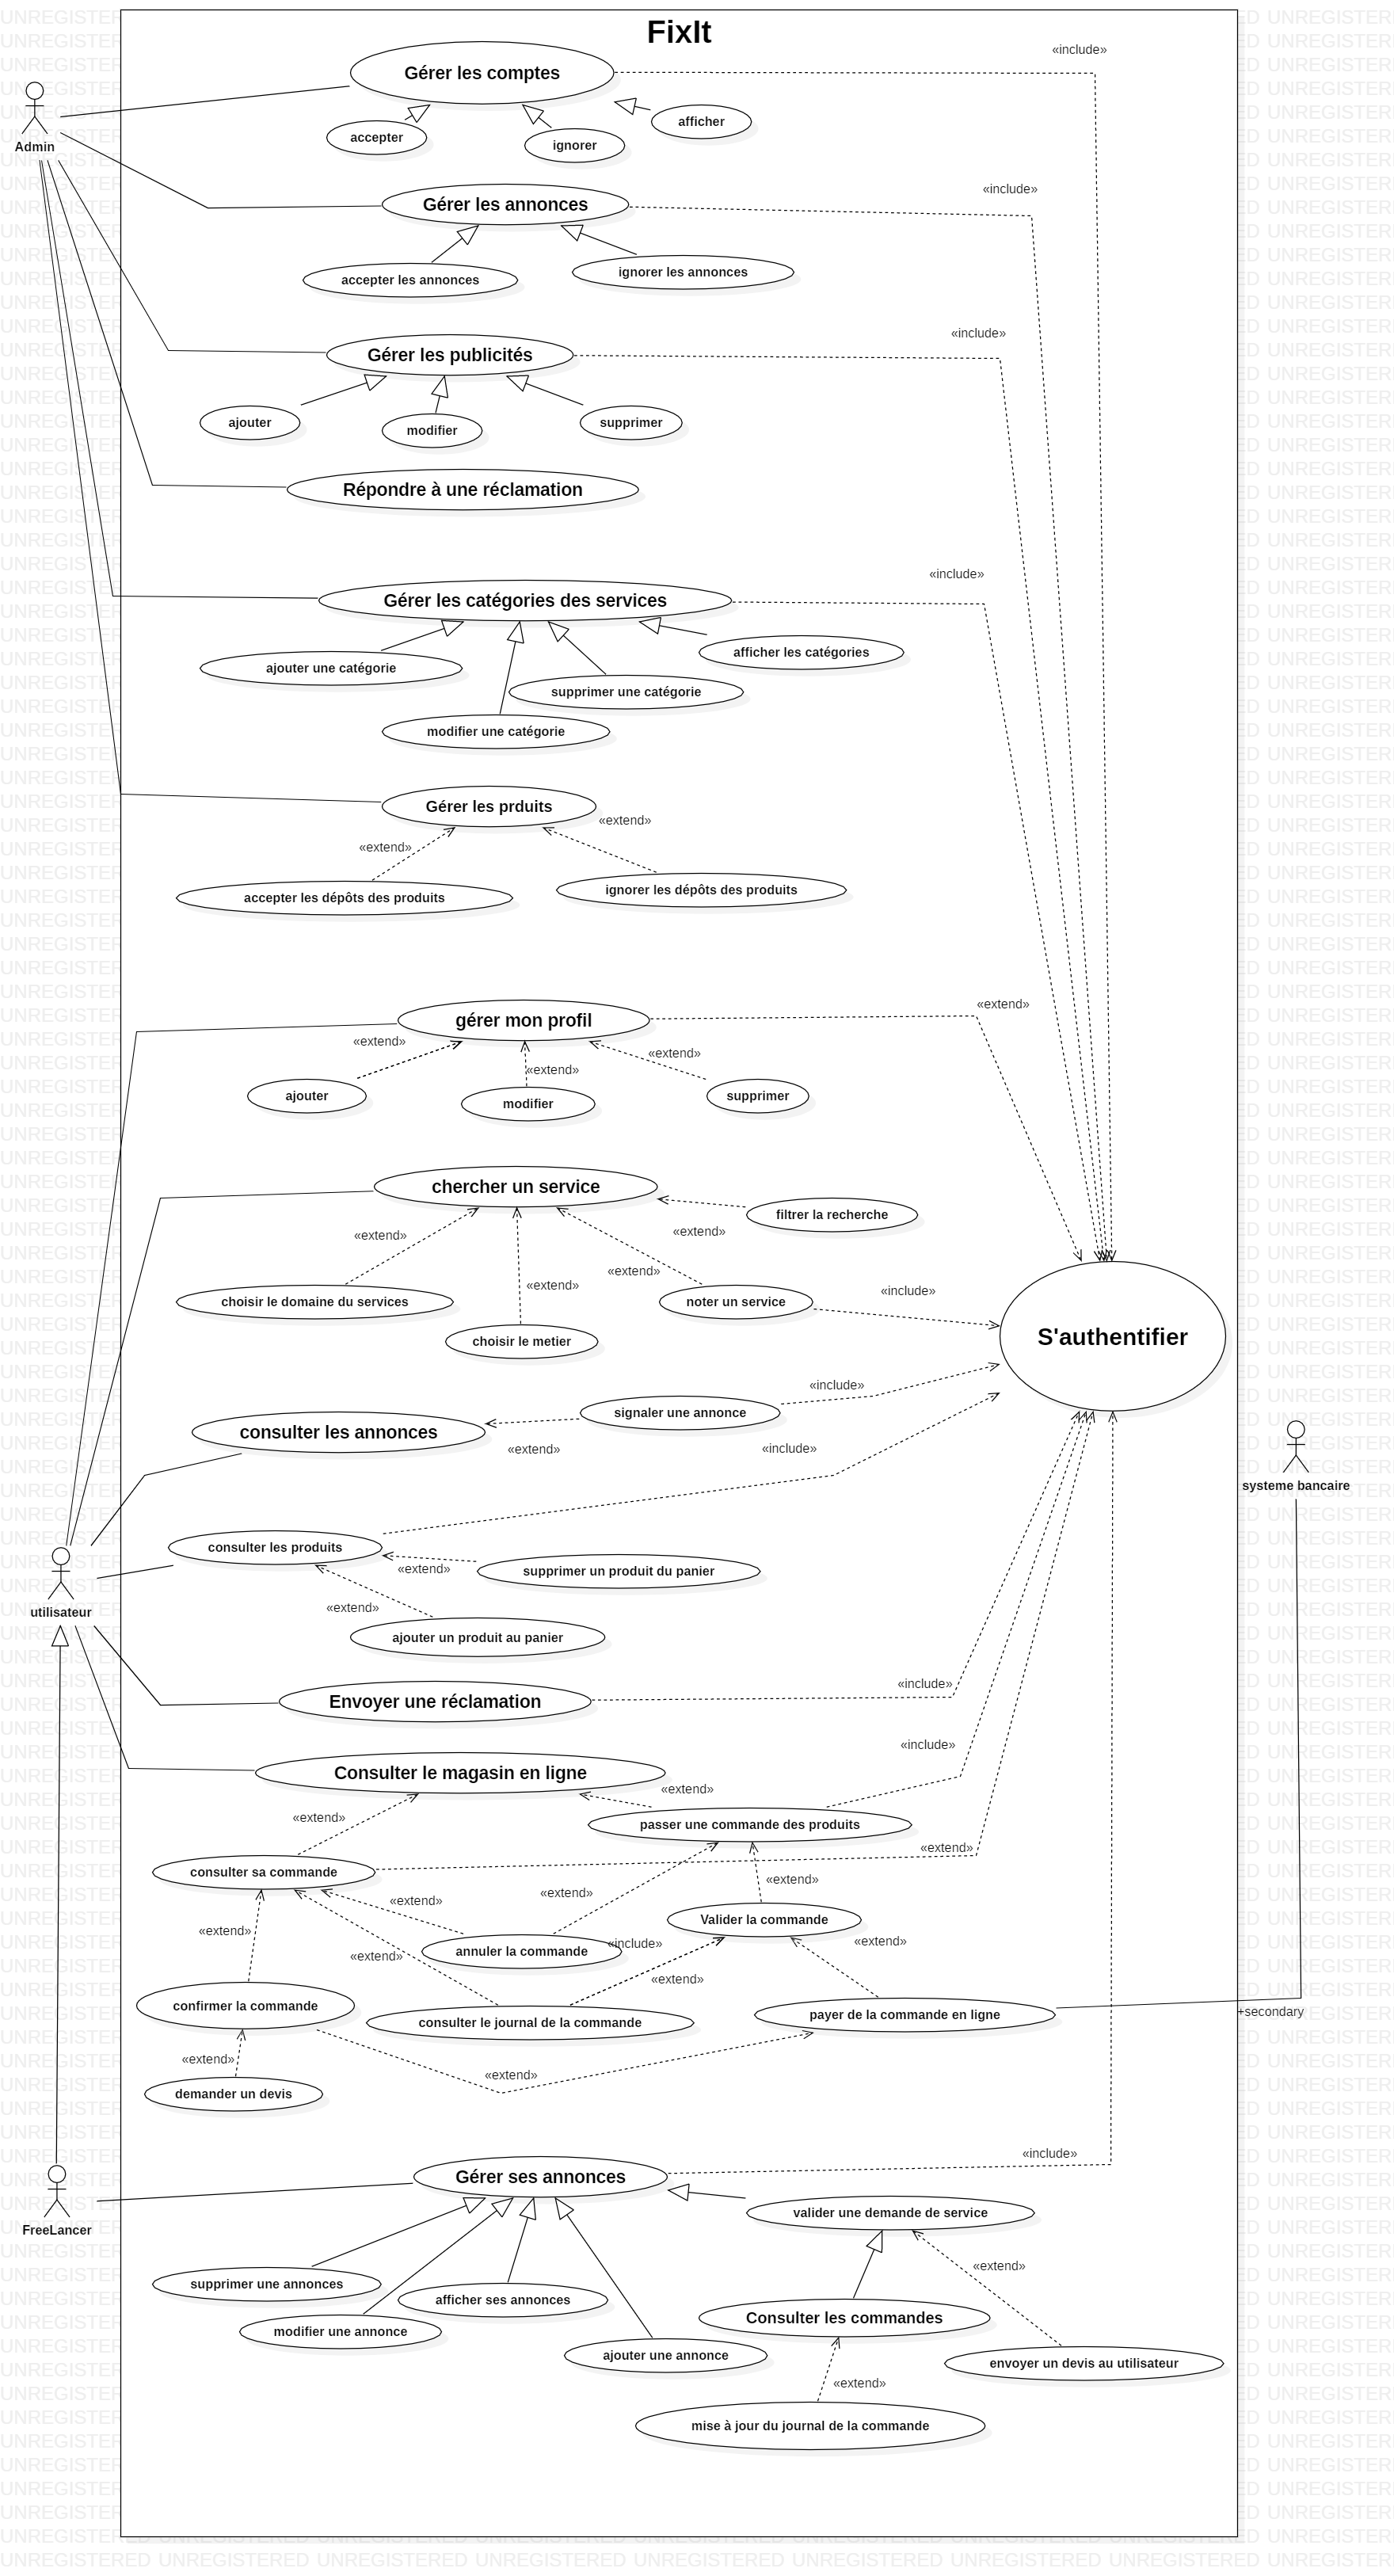 FixIt
Gérer les comptes
«include»
accepter
ignorer
afficher
Admin
Gérer les annonces
«include»
accepter les annonces
ignorer les annonces
Gérer les publicités
«include»
ajouter
modifier
supprimer
Répondre à une réclamation
Gérer les catégories des services
«include»
ajouter une catégorie
afficher les catégories
supprimer une catégorie
modifier une catégorie
Gérer les prduits
«extend»
«extend»
accepter les dépôts des produits
ignorer les dépôts des produits
gérer mon profil
«extend»
«extend»
«extend»
«extend»
ajouter
modifier
supprimer
chercher un service
filtrer la recherche
«extend»
«extend»
«extend»
«extend»
choisir le domaine du services
noter un service
«include»
choisir le metier
S'authentifier
«include»
signaler une annonce
consulter les annonces
«extend»
«include»
systeme bancaire
consulter les produits
«extend»
supprimer un produit du panier
«extend»
ajouter un produit au panier
utilisateur
Envoyer une réclamation
«include»
Consulter le magasin en ligne
«include»
«extend»
«extend»
passer une commande des produits
«extend»
consulter sa commande
«extend»
«extend»
«extend»
Valider la commande
«extend»
annuler la commande
«include»
«extend»
«extend»
«extend»
confirmer la commande
consulter le journal de la commande
payer de la commande en ligne
+secondary
«extend»
«extend»
demander un devis
«include»
Gérer ses annonces
FreeLancer
valider une demande de service
«extend»
supprimer une annonces
afficher ses annonces
modifier une annonce
Consulter les commandes
ajouter une annonce
envoyer un devis au utilisateur
«extend»
mise à jour du journal de la commande
UNREGISTERED UNREGISTERED UNREGISTERED UNREGISTERED UNREGISTERED UNREGISTERED UNREGISTERED UNREGISTERED